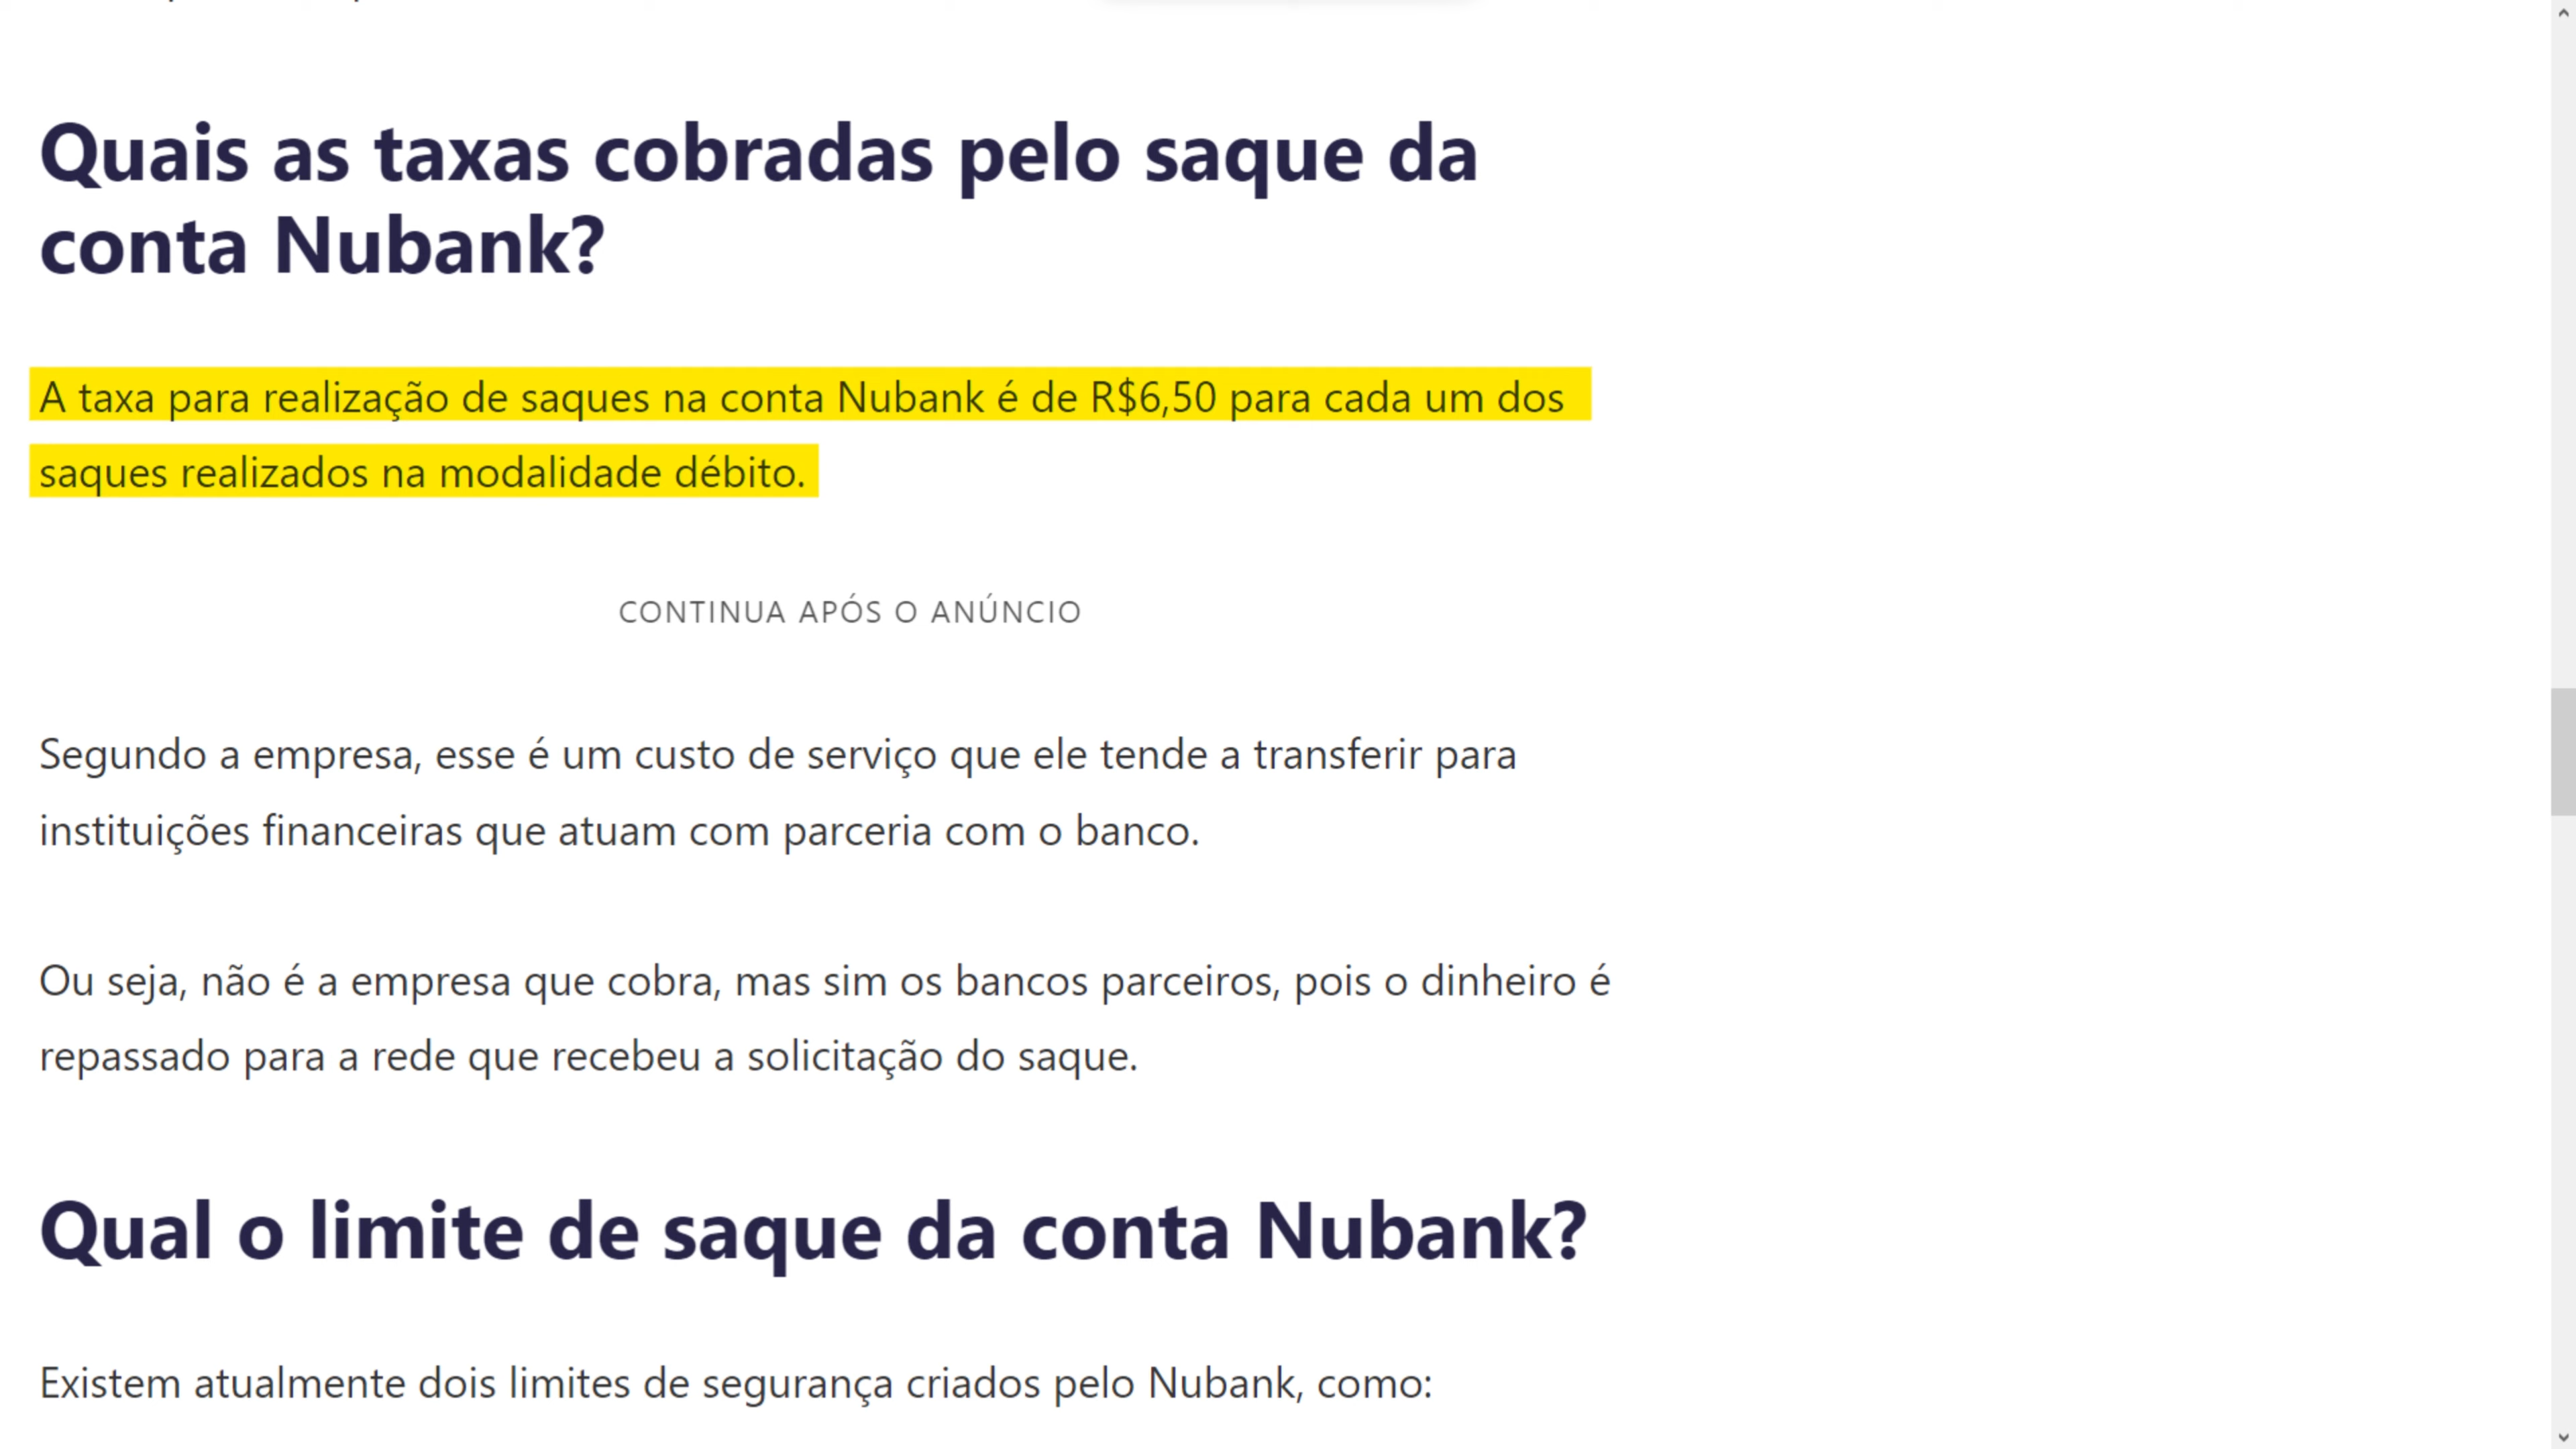 Quais as taxas cobradas pelo saque da
conta Nubank?
A taxa para realização de saques na conta Nubank é de R$6,50 para cada um dos
saques realizados na modalidade débito.
CONTINUA APÓS O ANÚNCIO
Segundo a empresa, esse é um custo de serviço que ele tende a transferir para
instituições financeiras que atuam com parceria com o banco.
Ou seja, não é a empresa que cobra, mas sim os bancos parceiros, pois o dinheiro é
repassado para a rede que recebeu a solicitação do saque.
Qual o limite de saque da conta Nubank?
Existem atualmente dois limites de segurança criados pelo Nubank, como: